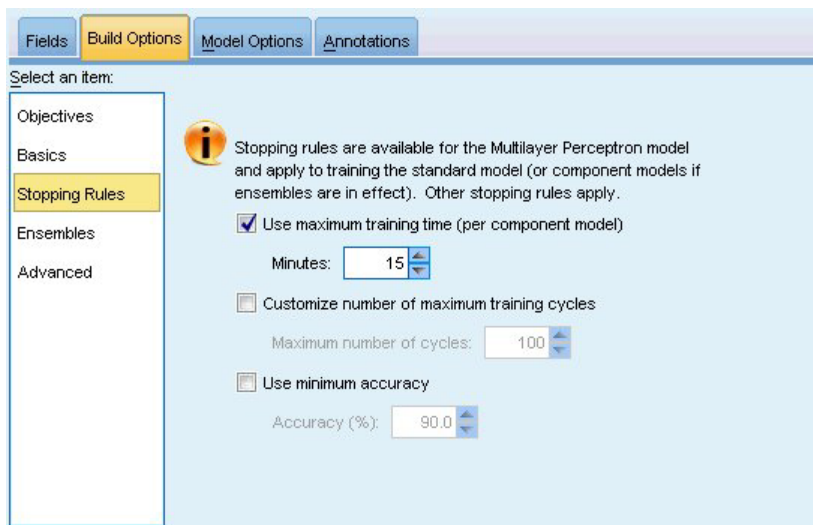 Fields
Build Options
Model Options
Annotations
Select an item:
Objectives
Basics
Stopping Rules
Ensembles
Advanced
Stopping rules are available for the Multilayer Perceptron model
and apply to training the standard model (or component models if
ensembles are in effect). Other stopping rules apply.
Use maximum training time (per component model)
Minutes: 15
Customize number of maximum training cycles
Maximum number of cycles: 100
Use minimum accuracy
Accuracy (%): 90.0